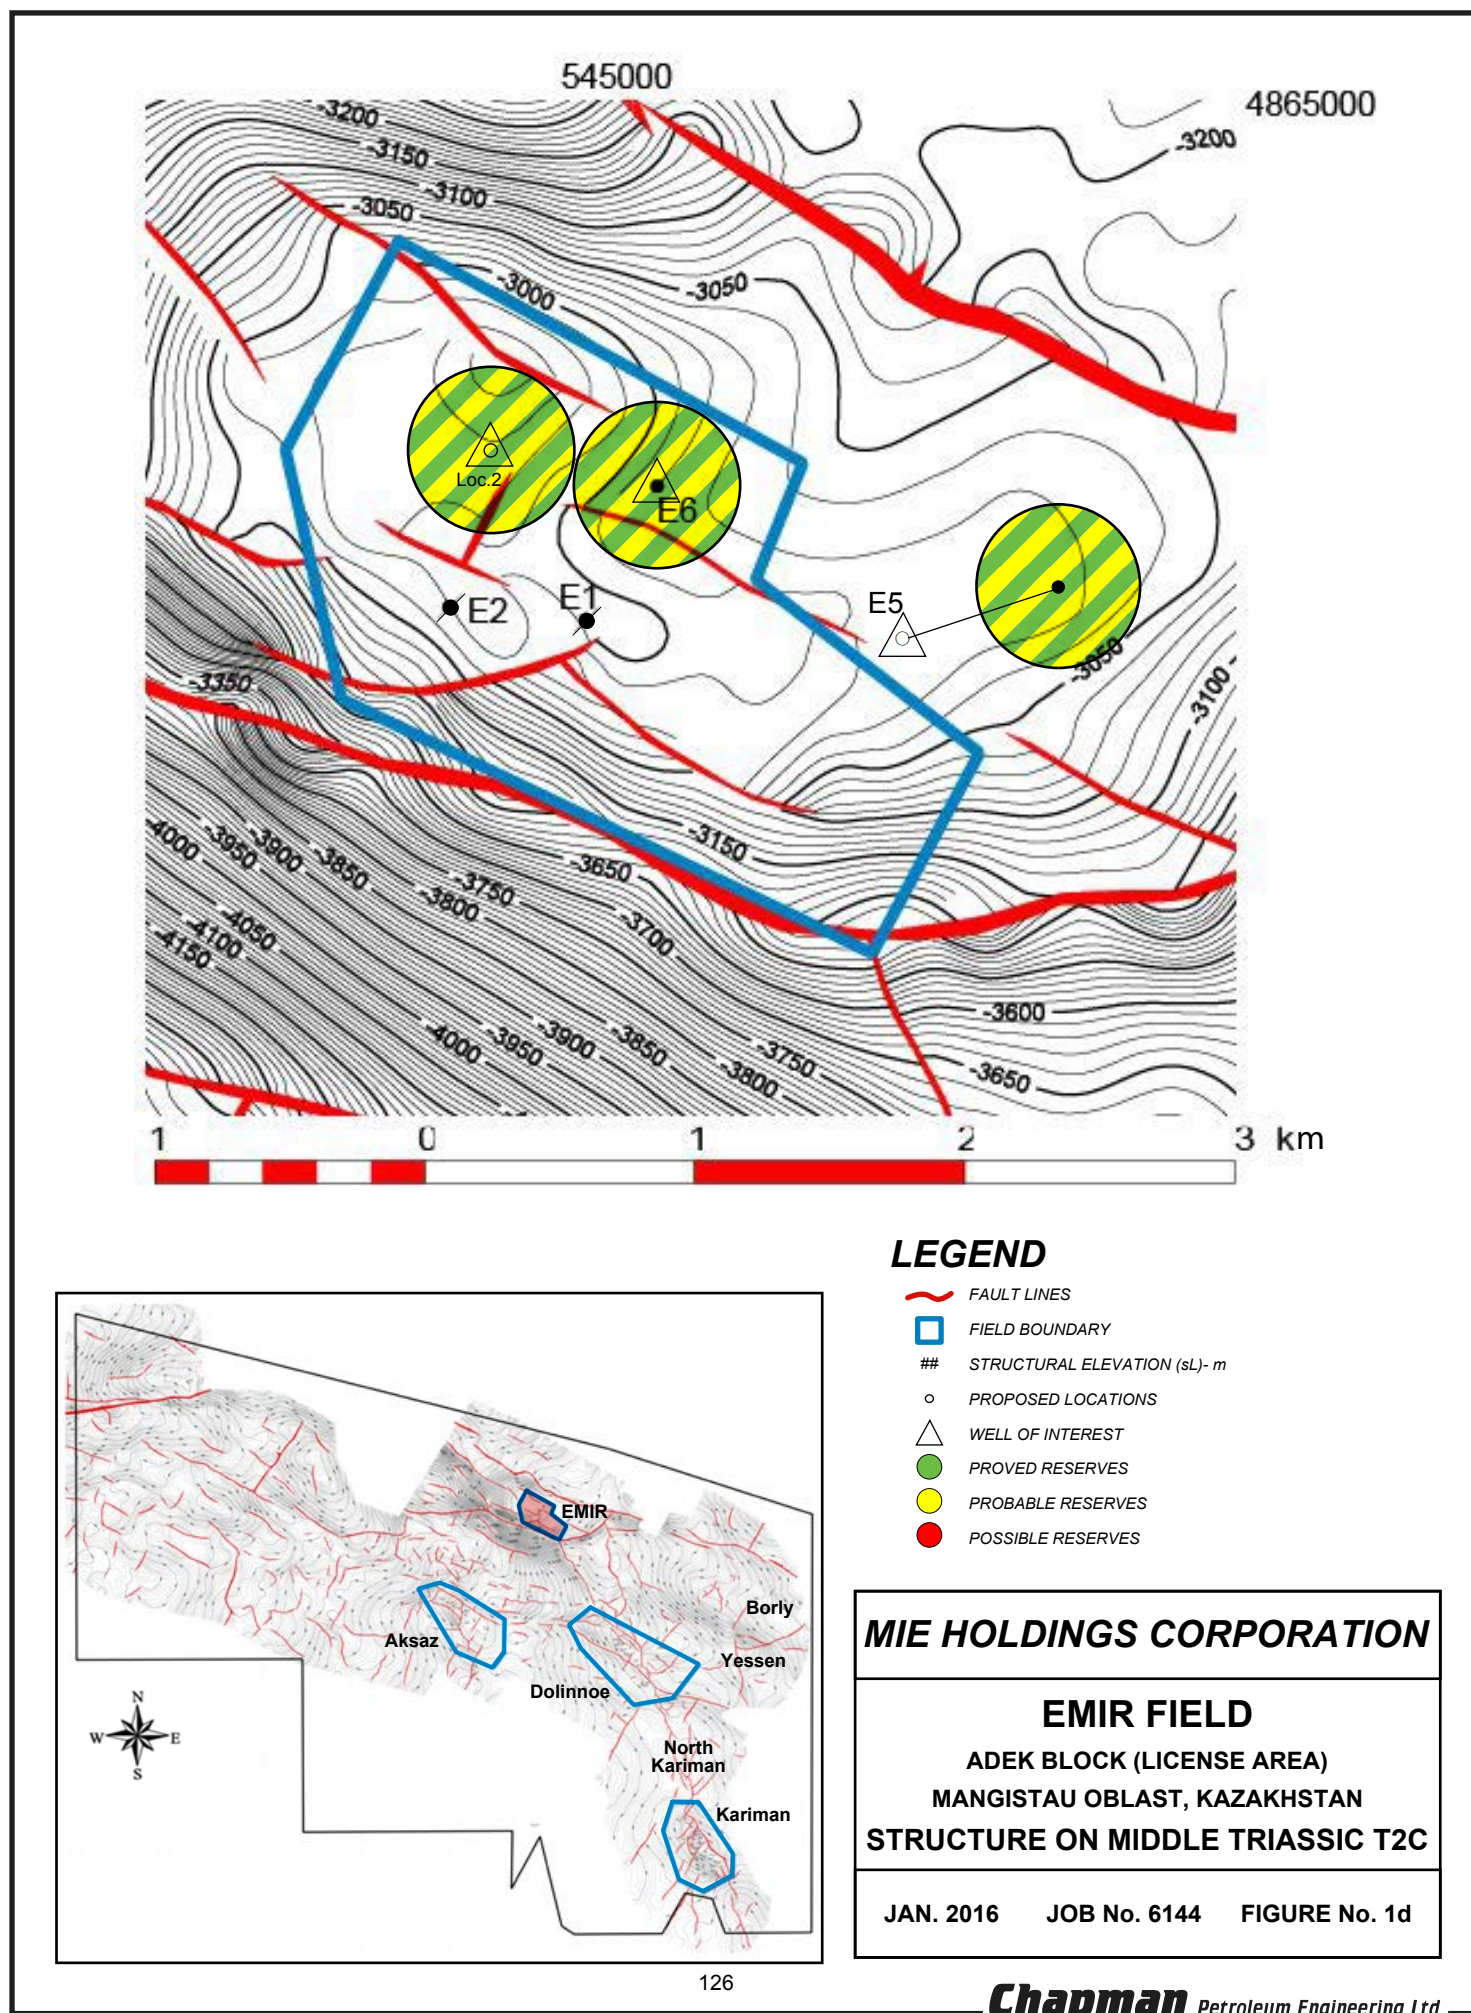 545000
4865000
-3200
-3150
-3100
-3050
-3200
-3000
-3050
Loc.2
E6
E5
E2
E1
-3050
-3100
-3350
-3150
-4000
-3950
-3900
-3850
-3650
-3750
-3800
-3700
-4050
-4100
-4150
-3600
-4000
-3950
-3900
-3850
-3750
-3800
-3650
1 0 1 2 3 km
LEGEND
FAULT LINES
FIELD BOUNDARY
## STRUCTURAL ELEVATION (sL)- m
PROPOSED LOCATIONS
WELL OF INTEREST
PROVED RESERVES
PROBABLE RESERVES
POSSIBLE RESERVES
EMIR
Borly
Aksaz
Yessen
Dolinnoe
North
Kariman
Kariman
N
W E
S
MIE HOLDINGS CORPORATION
EMIR FIELD
ADEK BLOCK (LICENSE AREA)
MANGISTAU OBLAST, KAZAKHSTAN
STRUCTURE ON MIDDLE TRIASSIC T2C
JAN. 2016 JOB No. 6144 FIGURE No. 1d
126
Chapman Petroleum Engineering Ltd